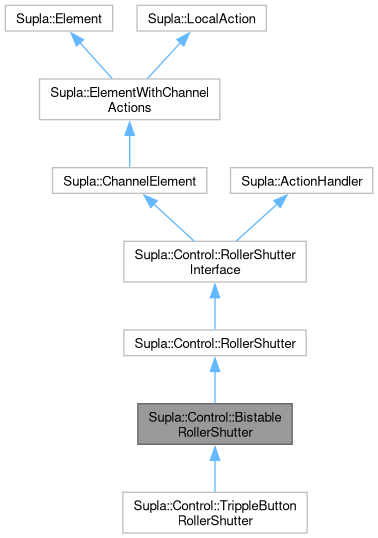 Supla::Element
Supla::LocalAction
Supla::ElementWithChannel
Actions
Supla::ChannelElement
Supla::ActionHandler
Supla::Control::RollerShutter
Interface
Supla::Control::RollerShutter
Supla::Control::Bistable
RollerShutter
Supla::Control::TrippleButton
RollerShutter